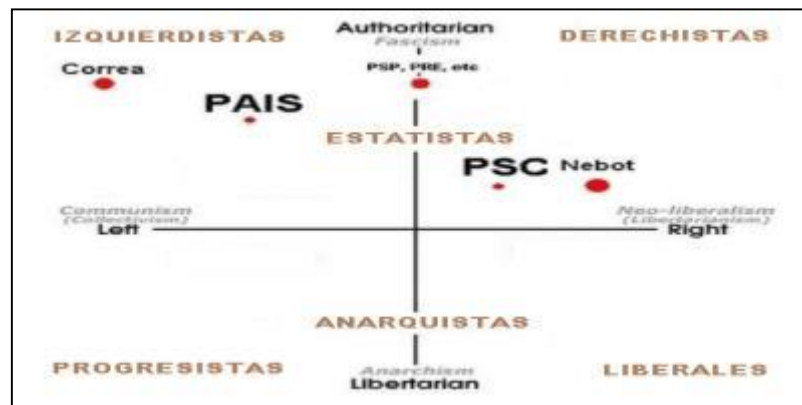 Authoritarian
IZQUIERDISTAS
Fascism
DERECHISTAS
Correa
PSP, PRE, etc
PAIS
ESTATISTAS
PSC Nebot
Communism
(Collectivism)
Left
Neo-liberalism
(Libertarianism)
Right
ANARQUISTAS
PROGRESISTAS
Anarchism
Libertarian
LIBERALES